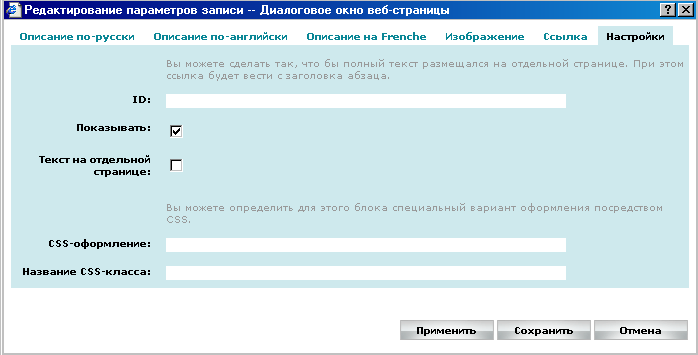 Редактирование параметров записи -- Диалоговое окно веб-страницы
Описание по-русски Описание по-английски Описание на Frenche Изображение Ссылка Настройки
Вы можете сделать так, что бы полный текст размещался на отдельной странице. При этом
ссылка будет вести с заголовка абзаца.
ID:
Показывать:
Текст на отдельной
странице:
Вы можете определить для этого блока специальный вариант оформления посредством
CSS.
CSS-оформление:
Название CSS-класса:
Применить Сохранить Отмена